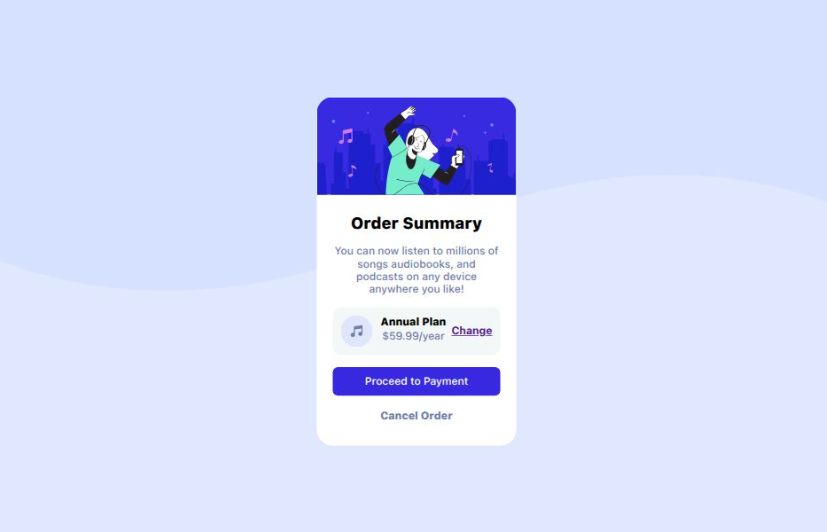 Order Summary
You can now listen to millions of
songs audiobooks, and
podcasts on any device
anywhere you like!
Annual Plan
$59.99/year
Change
Proceed to Payment
Cancel Order